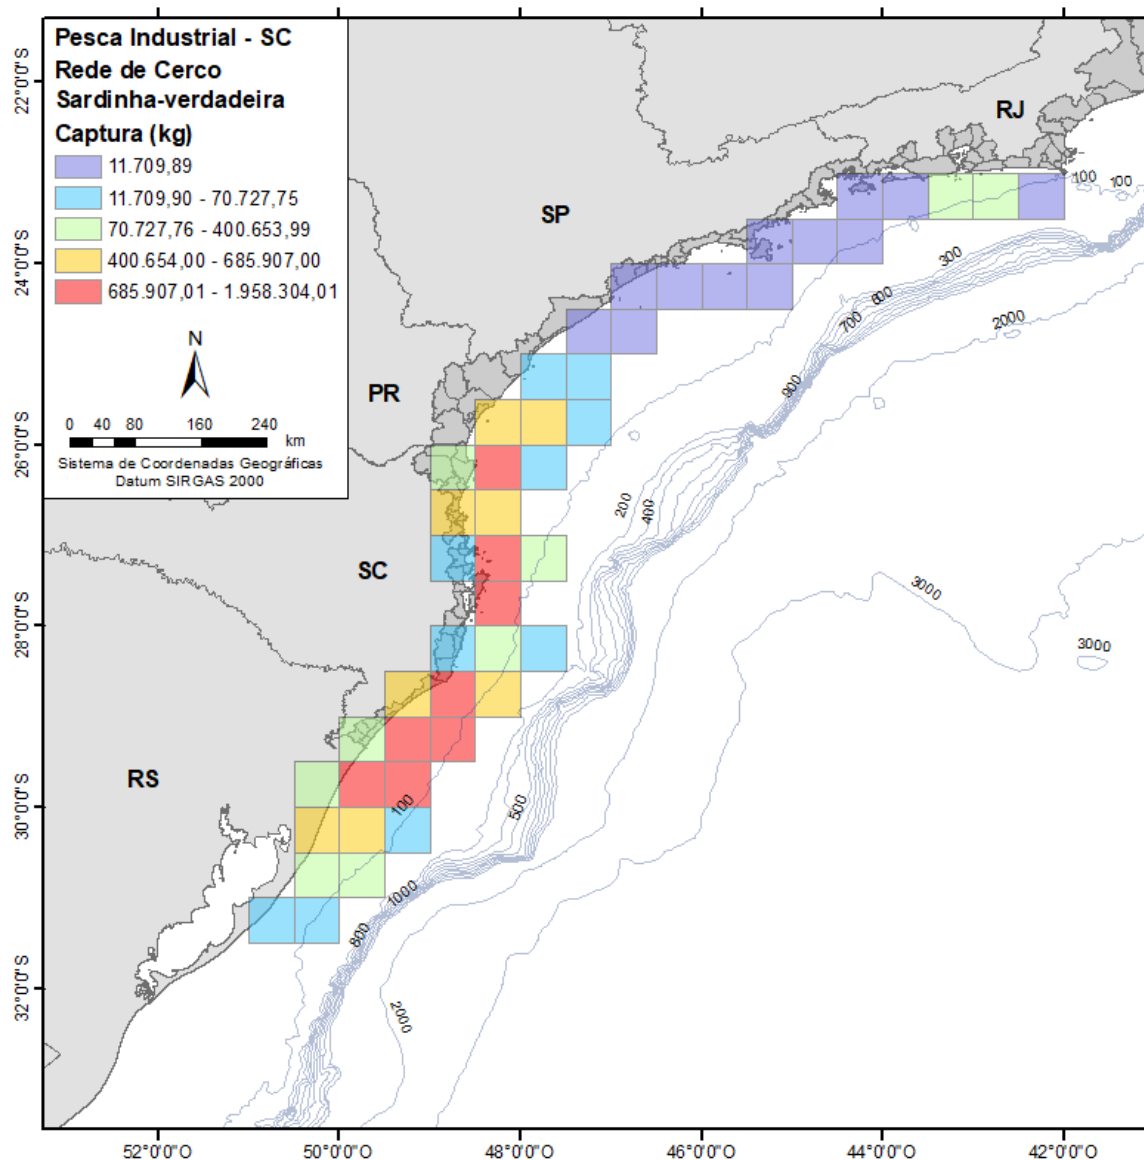 Pesca Industrial - SC
Rede de Cerco
Sardinha-verdadeira
Captura (kg)
11.709,89
11.709,90 - 70.727,75
70.727,76 - 400.653,99
400.654,00 - 685.907,00
685.907,01 - 1.958.304,01
N
0 40 80 160 240 km
Sistema de Coordenadas Geográficas
Datum SIRGAS 2000
RJ
SP
PR
SC
RS
100
100
300
800
700
2000
900
200
400
3000
3000
500
100
1000
800
2000
22°0'0"S
24°0'0"S
26°0'0"S
28°0'0"S
30°0'0"S
32°0'0"S
52°0'0"O
50°0'0"O
48°0'0"O
46°0'0"O
44°0'0"O
42°0'0"O